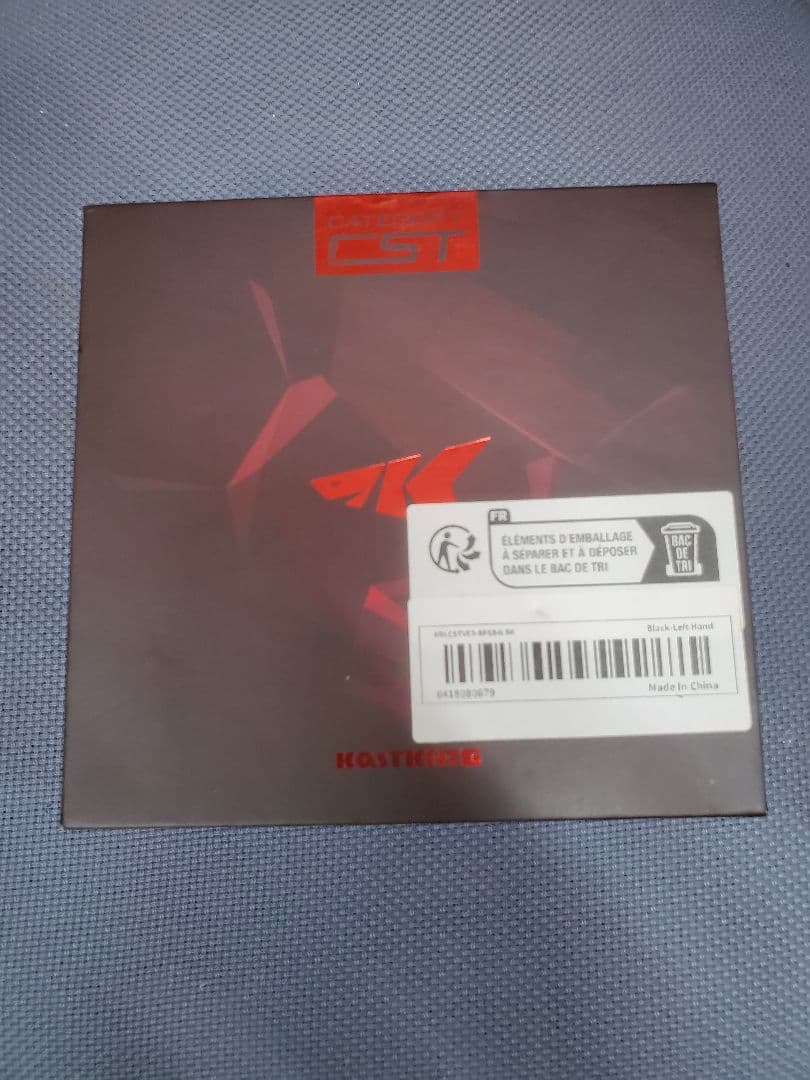 CATEGORY
CST
FR
ÉLÉMENTS D'EMBALLAGE
À SÉPARER ET À DÉPOSER
DANS LE BAC DE TRI
BAC
DE
TRI
Black-Left Hand
Made In China
KASTKING